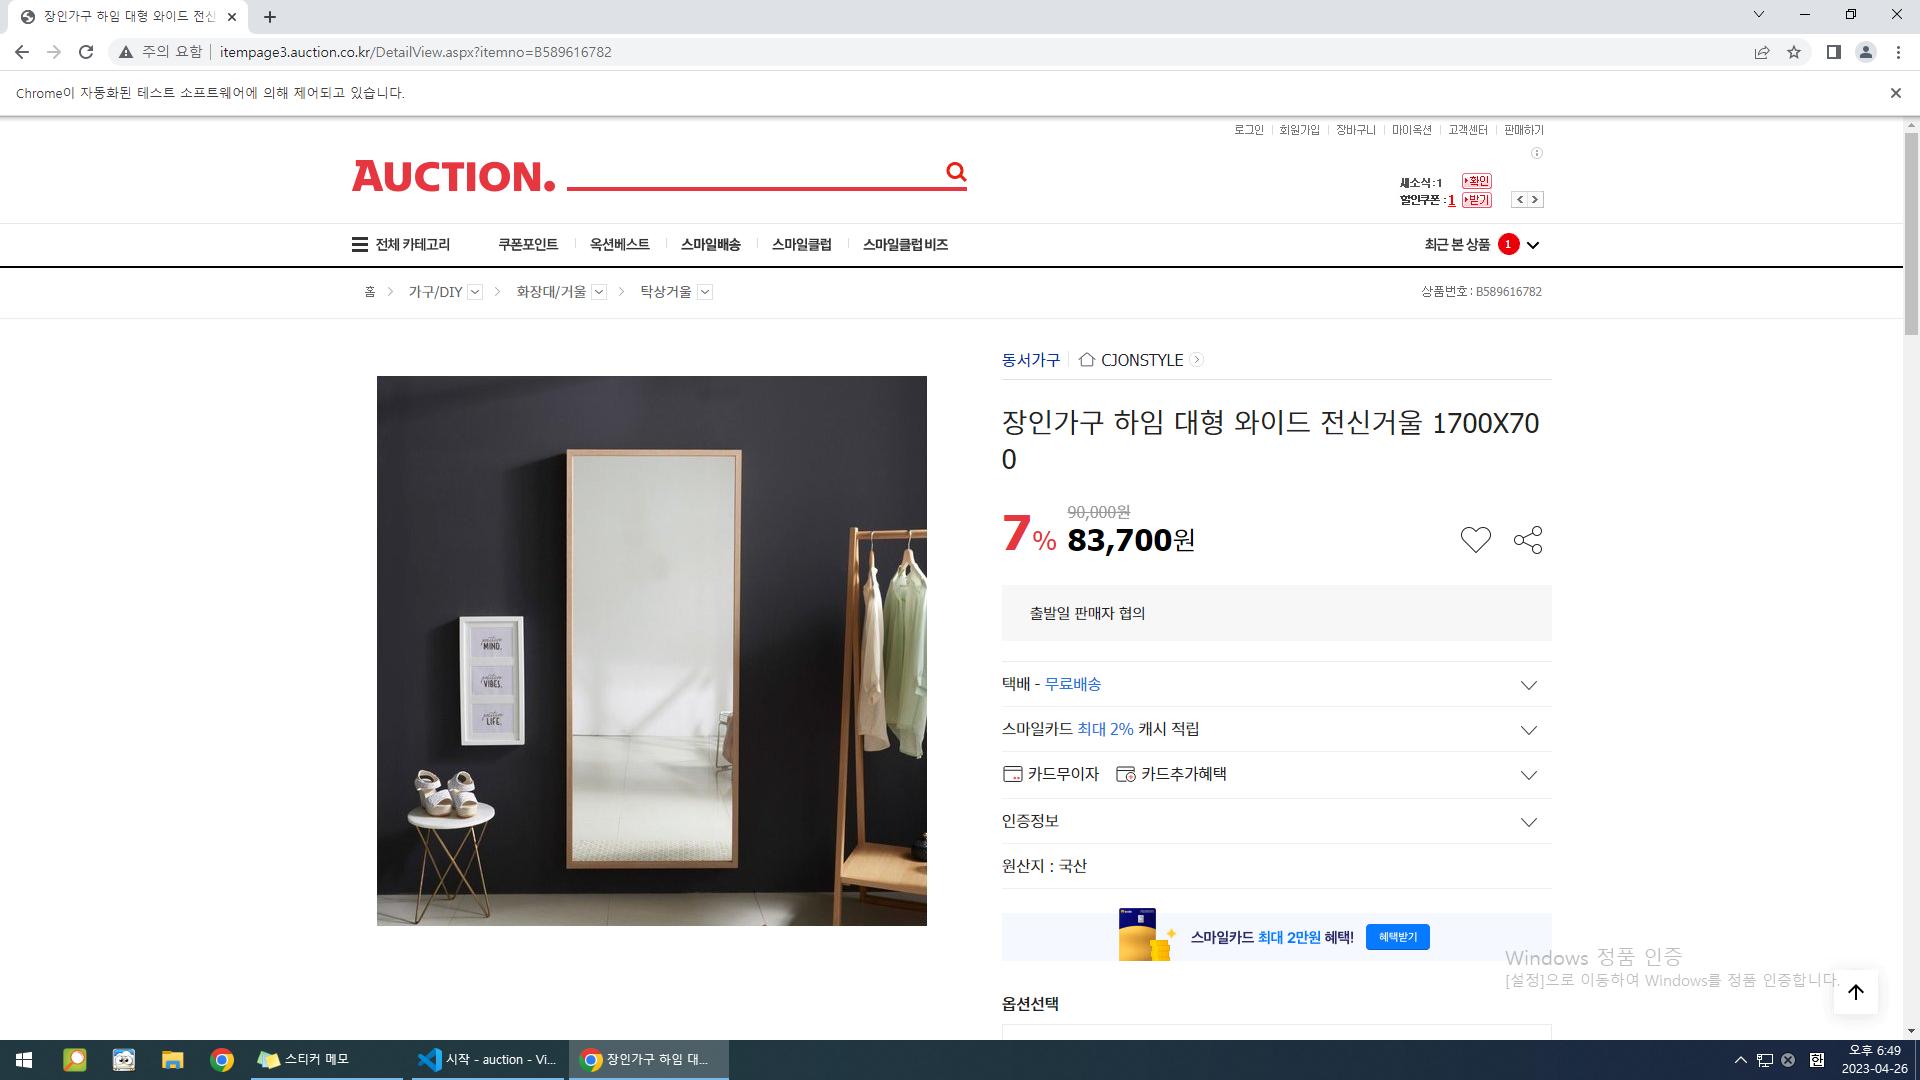 장인가구 하임 대형 와이드 전신
주의 요함 itempage3.auction.co.kr/DetailView.aspx?itemno=B589616782
Chrome이 자동화된 테스트 소프트웨어에 의해 제어되고 있습니다.
로그인 회원가입 장바구니 마이옥션 고객센터 판매하기
AUCTION.
새소식:1 확인
할인쿠폰:1 받기
전체 카테고리 쿠폰포인트 옥션베스트 스마일배송 스마일클럽 스마일클럽 비즈 최근 본 상품 1
홈 가구/DIY 화장대/거울 탁상거울 상품번호 : B589616782
동서가구 CJONSTYLE
장인가구 하임 대형 와이드 전신거울 1700X70
0
90,000원
7% 83,700원
출발일 판매자 협의
택배 - 무료배송
스마일카드 최대 2% 캐시 적립
카드무이자 카드추가혜택
인증정보
원산지 : 국산
스마일카드 최대 2만원 혜택! 혜택받기
옵션선택
positive
MIND.
positive
VIBES.
positive
LIFE.
Windows 정품 인증
[설정]으로 이동하여 Windows를 정품 인증합니다.
스티커 메모 시작 - auction - Vi... 장인가구 하임 대... 한 오후 6:49
2023-04-26